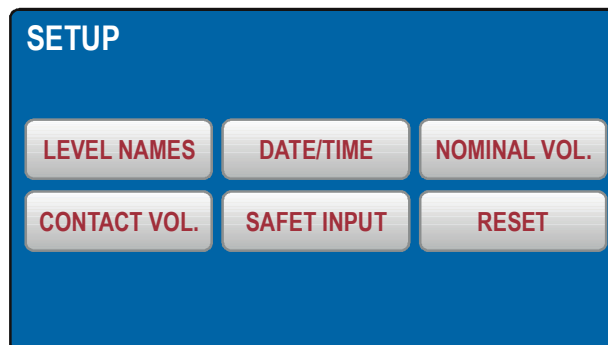 SETUP
LEVEL NAMES DATE/TIME NOMINAL VOL.
CONTACT VOL. SAFET INPUT RESET